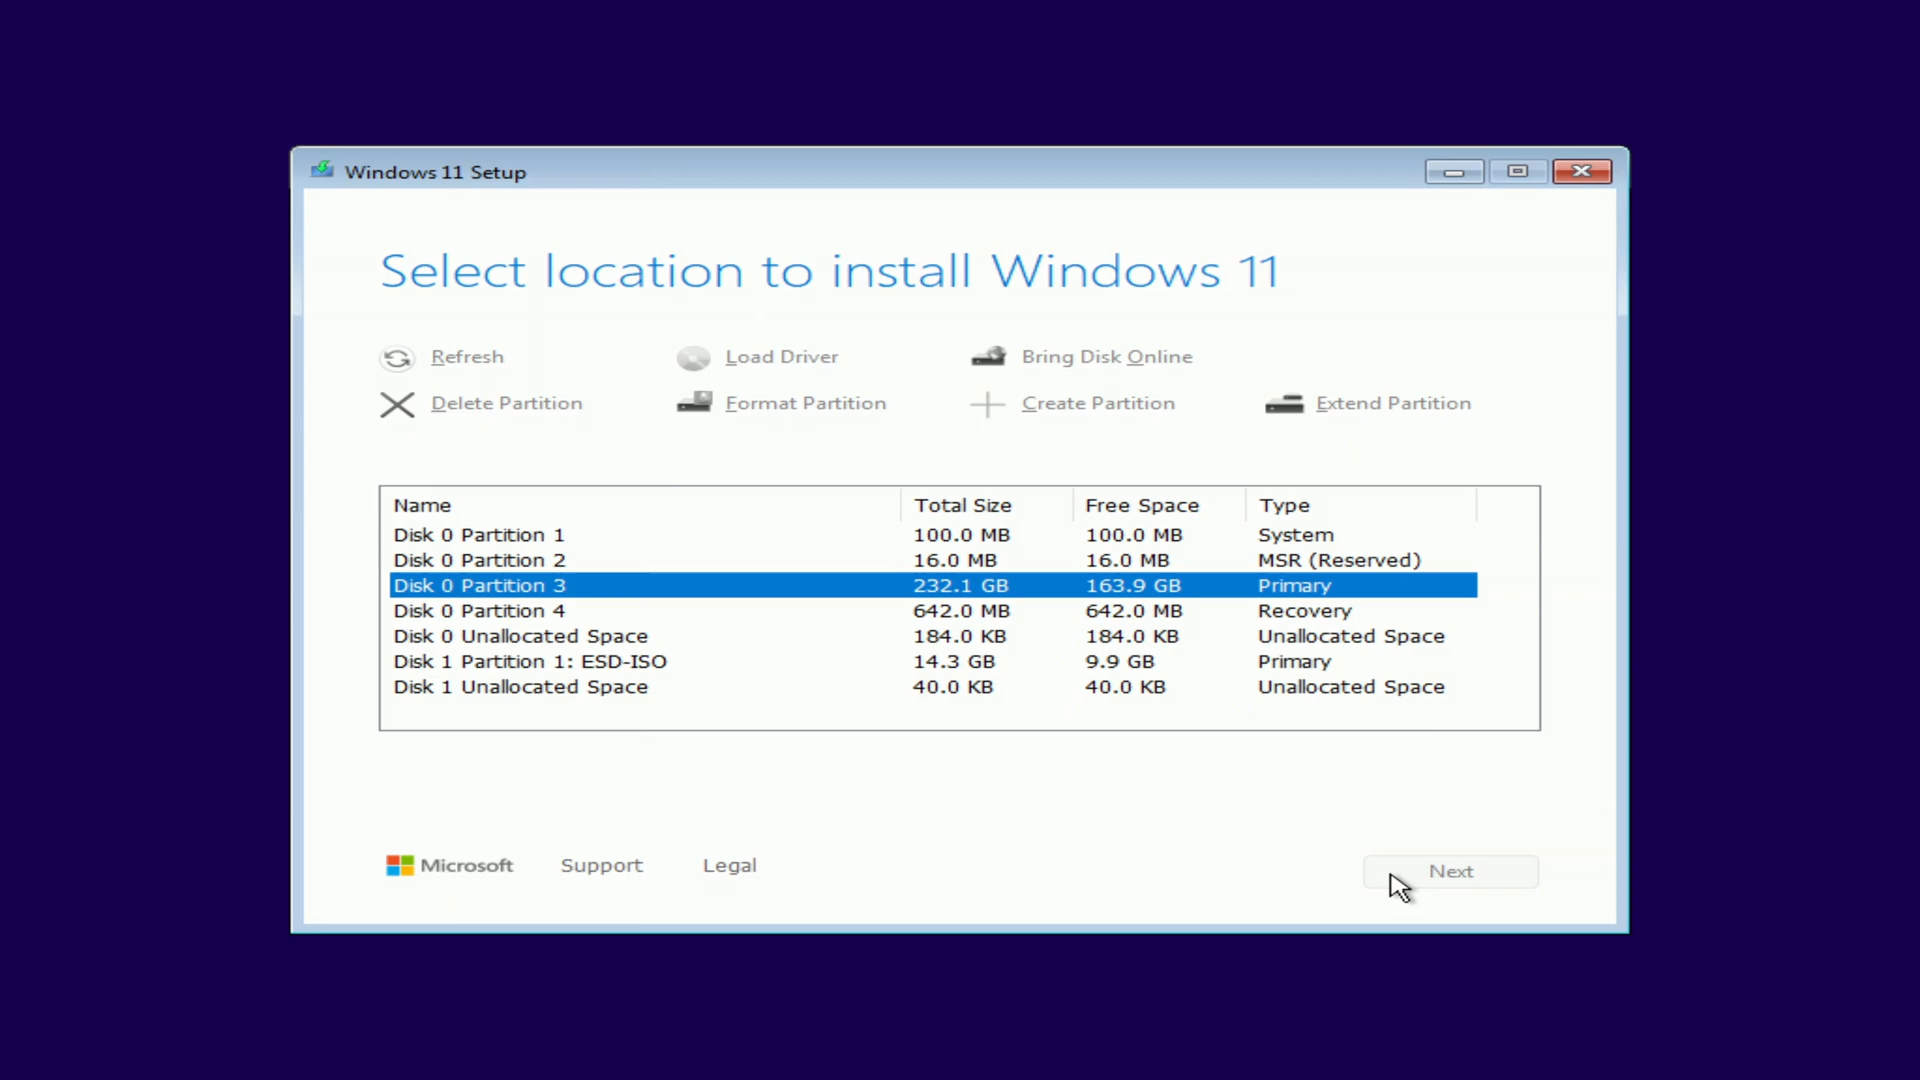 Windows 11 Setup
Select location to install Windows 11
Refresh Load Driver Bring Disk Online
Delete Partition Format Partition Create Partition Extend Partition
Name Total Size Free Space Type
Disk 0 Partition 1 100.0 MB 100.0 MB System
Disk 0 Partition 2 16.0 MB 16.0 MB MSR (Reserved)
Disk 0 Partition 3 232.1 GB 163.9 GB Primary
Disk 0 Partition 4 642.0 MB 642.0 MB Recovery
Disk 0 Unallocated Space 184.0 KB 184.0 KB Unallocated Space
Disk 1 Partition 1: ESD-ISO 14.3 GB 9.9 GB Primary
Disk 1 Unallocated Space 40.0 KB 40.0 KB Unallocated Space
Microsoft Support Legal Next